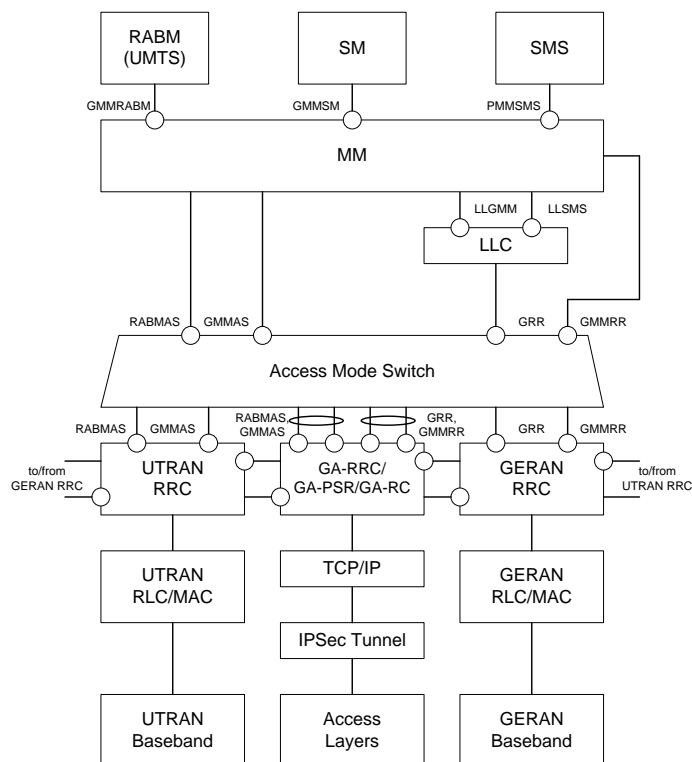 RABM
(UMTS)
SM
SMS
GMMRABM
GMMSM
PMMSMS
MM
LLGMM
LLSMS
LLC
RABMAS
GMMAS
GRR
GMMRR
Access Mode Switch
RABMAS
GMMAS
RABMAS,
GMMAS
GRR,
GMMRR
GRR
GMMRR
to/from
GERAN RRC
UTRAN
RRC
GA-RRC/
GA-PSR/GA-RC
GERAN
RRC
to/from
UTRAN RRC
UTRAN
RLC/MAC
TCP/IP
GERAN
RLC/MAC
IPSec Tunnel
UTRAN
Baseband
Access
Layers
GERAN
Baseband